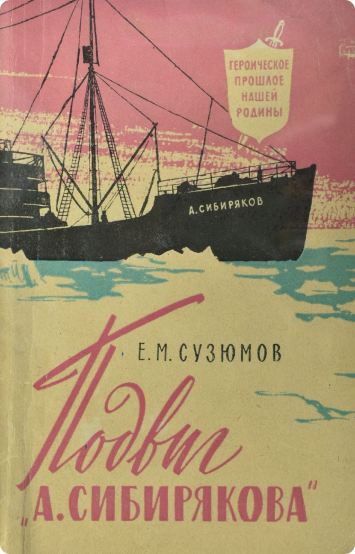 ГЕРОИЧЕСКОЕ
ПРОШЛОЕ
НАШЕЙ
РОДИНЫ
А.СИБИРЯКОВ
Е.М.СУЗЮМОВ
Подвиг
„А.СИБИРЯКОВА"